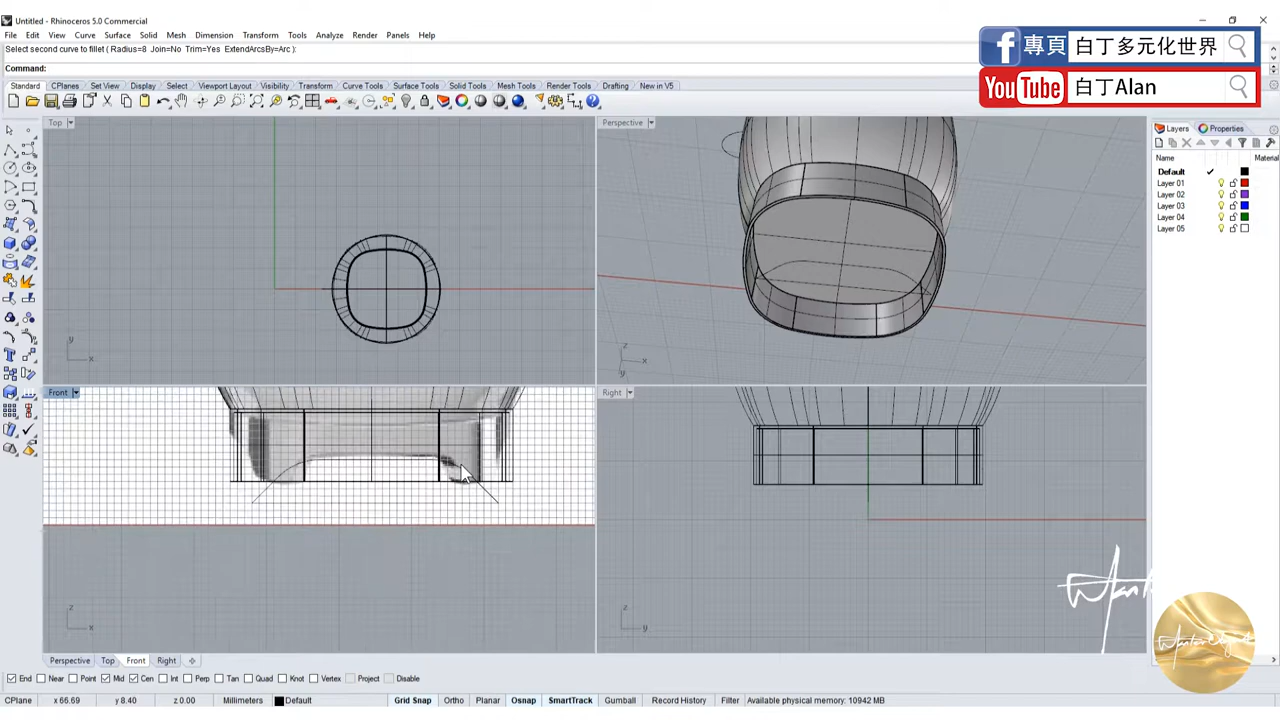 Untitled - Rhinoceros 5.0 Commercial
File Edit View Curve Surface Solid Mesh Dimension Transform Tools Analyze Render Panels Help
Select second curve to fillet ( Radius=8 Join=No Trim=Yes ExtendArcsBy=Arc ):
Command:
專頁 白丁多元化世界
YouTube 白丁Alan
Standard CPlanes Set View Display Select Viewport Layout Visibility Transform Curve Tools Surface Tools Solid Tools Mesh Tools Render Tools Drafting New in V5
Top
Perspective
Layers Properties
Name Material
Default
Layer 01
Layer 02
Layer 03
Layer 04
Layer 05
y
x
z
x
y
Front
Right
z
x
z
y
Perspective Top Front Right
End Near Point Mid Cen Int Perp Tan Quad Knot Vertex Project Disable
CPlane x 66.69 y 8.40 z 0.00 Millimeters Default Grid Snap Ortho Planar Osnap SmartTrack Gumball Record History Filter Available physical memory: 10942 MB